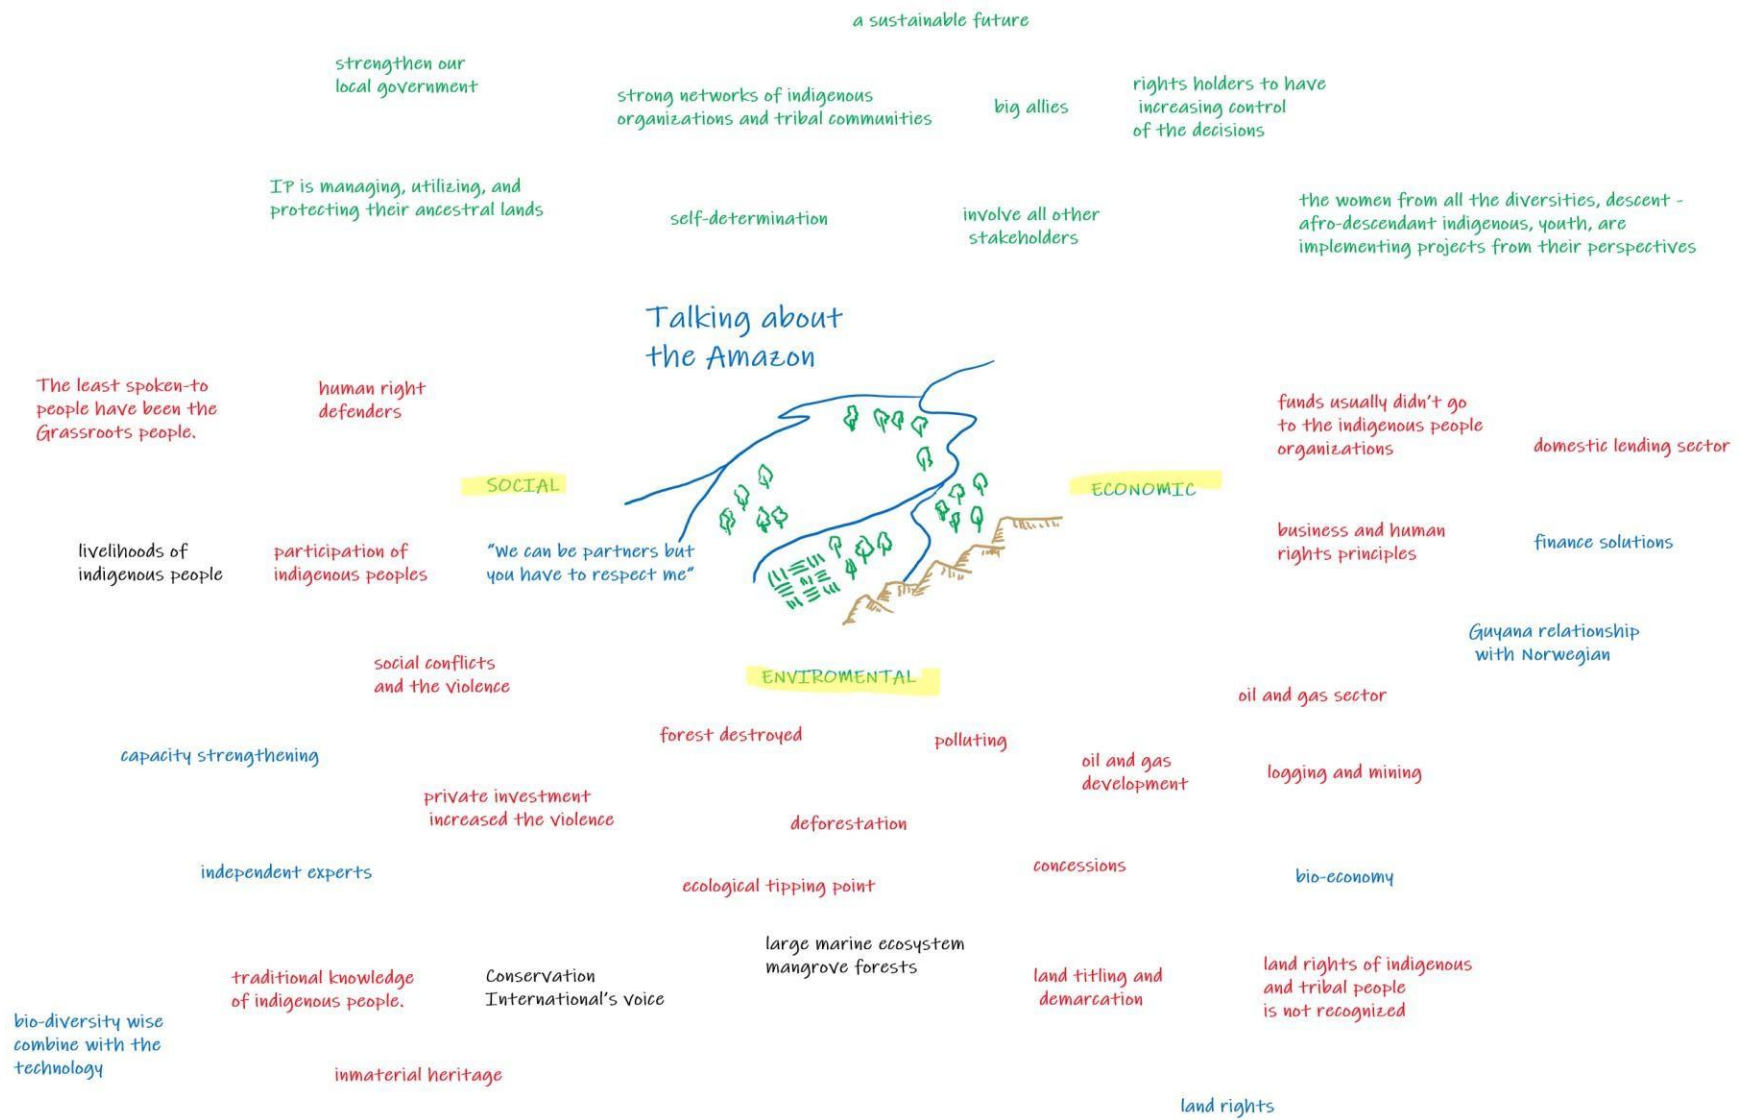 a sustainable future
strengthen our
local government
strong networks of indigenous
organizations and tribal communities
big allies
rights holders to have
increasing control
of the decisions
IP is managing, utilizing, and
protecting their ancestral lands
self-determination
involve all other
stakeholders
the women from all the diversities, descent -
afro-descendant indigenous, youth, are
implementing projects from their perspectives
Talking about
the Amazon
The least spoken-to
people have been the
Grassroots people.
human right
defenders
funds usually didn't go
to the indigenous people
organizations
domestic lending sector
SOCIAL
ECONOMIC
livelihoods of
indigenous people
participation of
indigenous peoples
"We can be partners but
you have to respect me"
business and human
rights principles
finance solutions
Guyana relationship
with Norwegian
social conflicts
and the violence
ENVIROMENTAL
oil and gas sector
capacity strengthening
forest destroyed
polluting
oil and gas
development
logging and mining
private investment
increased the violence
deforestation
independent experts
ecological tipping point
concessions
bio-economy
large marine ecosystem
mangrove forests
traditional knowledge
of indigenous people.
Conservation
International's voice
land titling and
demarcation
land rights of indigenous
and tribal people
is not recognized
bio-diversity wise
combine with the
technology
inmaterial heritage
land rights